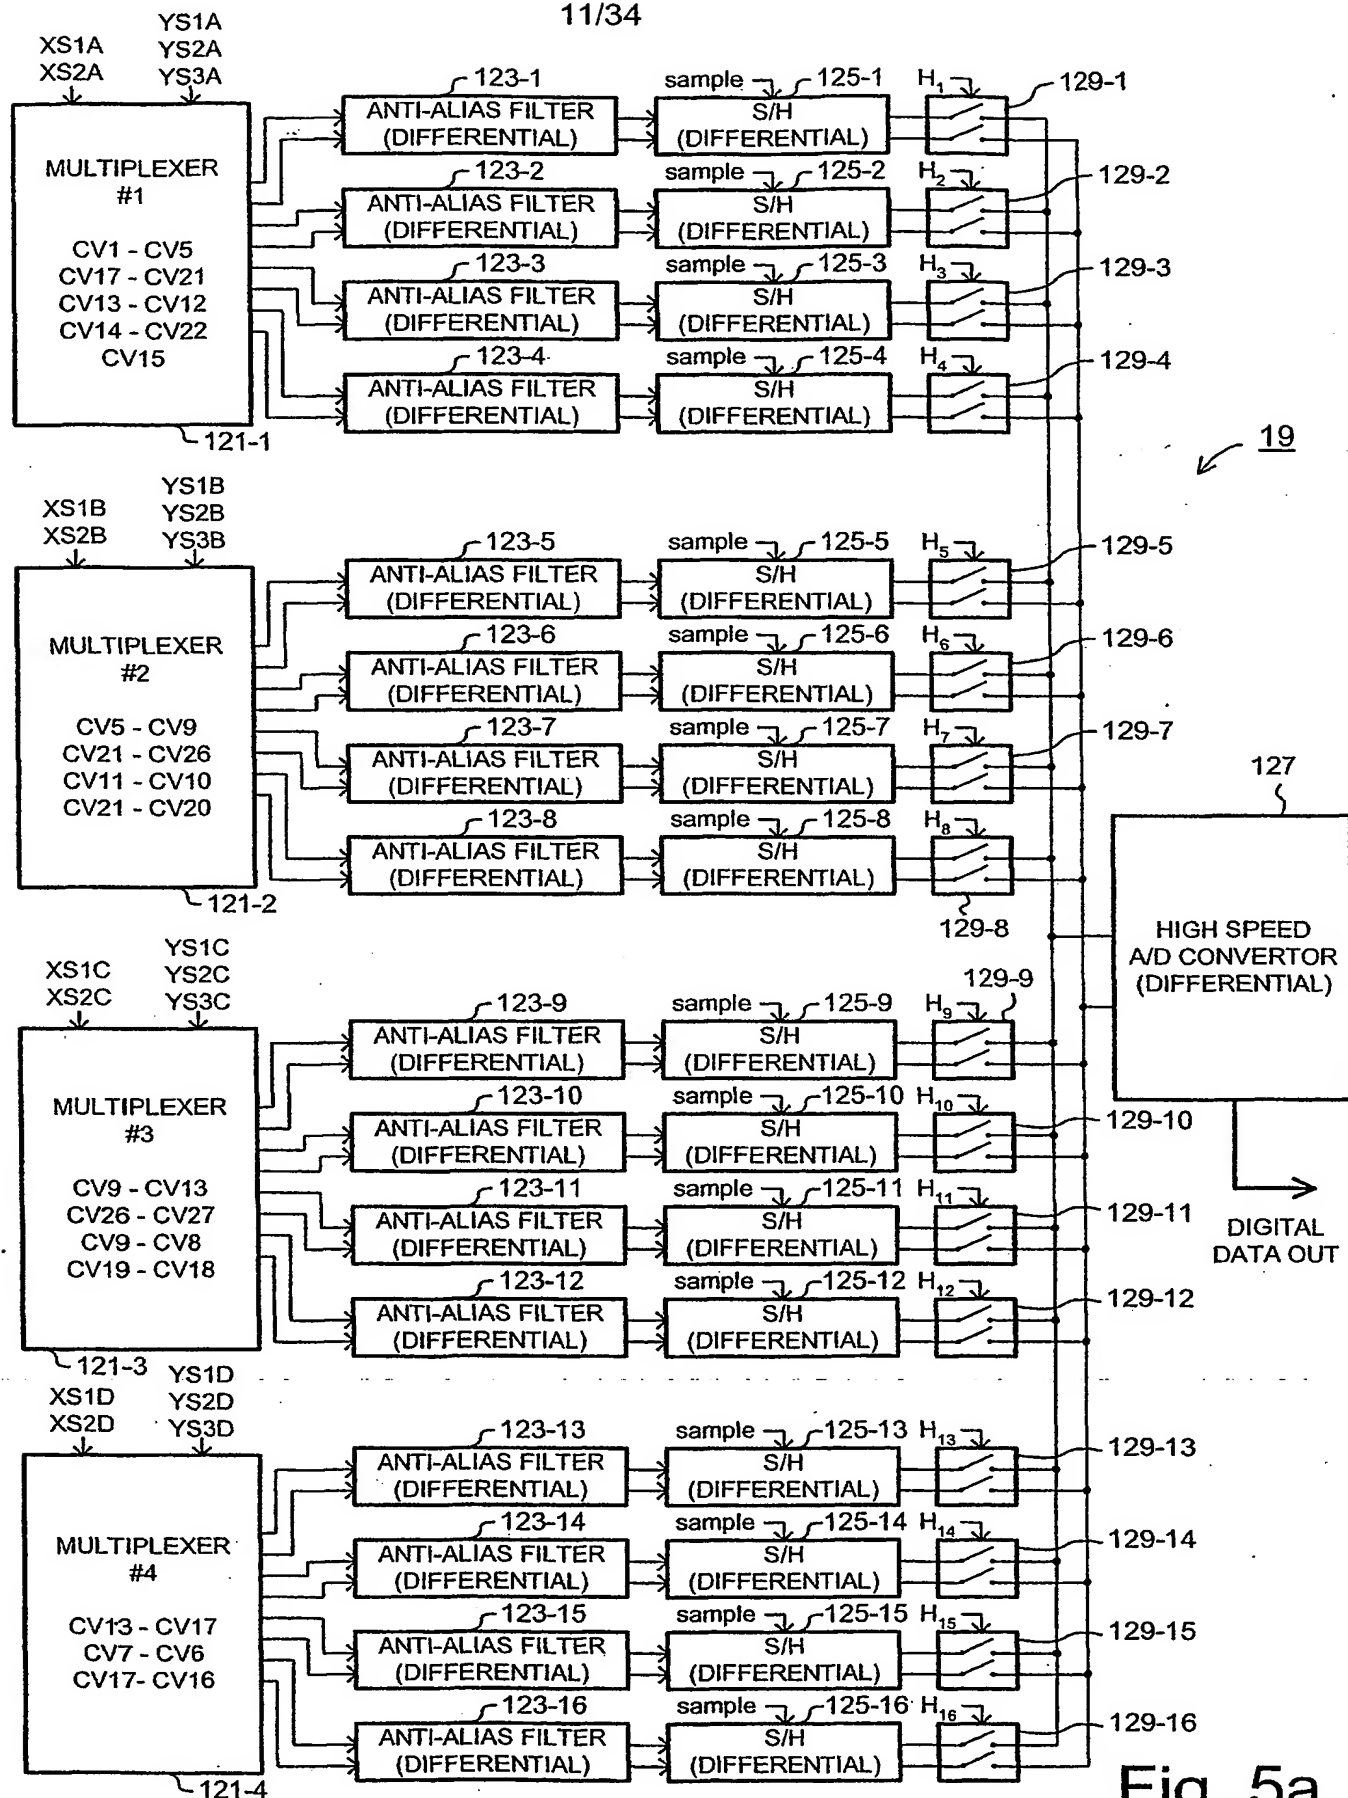 11/34
XS1A
XS2A
YS1A
YS2A
YS3A
MULTIPLEXER
#1
CV1 - CV5
CV17 - CV21
CV13 - CV12
CV14 - CV22
CV15
121-1
123-1
ANTI-ALIAS FILTER
(DIFFERENTIAL)
sample
125-1
S/H
(DIFFERENTIAL)
H1
129-1
123-2
ANTI-ALIAS FILTER
(DIFFERENTIAL)
sample
125-2
S/H
(DIFFERENTIAL)
H2
129-2
123-3
ANTI-ALIAS FILTER
(DIFFERENTIAL)
sample
125-3
S/H
(DIFFERENTIAL)
H3
129-3
123-4
ANTI-ALIAS FILTER
(DIFFERENTIAL)
sample
125-4
S/H
(DIFFERENTIAL)
H4
129-4
19
XS1B
XS2B
YS1B
YS2B
YS3B
MULTIPLEXER
#2
CV5 - CV9
CV21 - CV26
CV11 - CV10
CV21 - CV20
121-2
123-5
ANTI-ALIAS FILTER
(DIFFERENTIAL)
sample
125-5
S/H
(DIFFERENTIAL)
H5
129-5
123-6
ANTI-ALIAS FILTER
(DIFFERENTIAL)
sample
125-6
S/H
(DIFFERENTIAL)
H6
129-6
123-7
ANTI-ALIAS FILTER
(DIFFERENTIAL)
sample
125-7
S/H
(DIFFERENTIAL)
H7
129-7
123-8
ANTI-ALIAS FILTER
(DIFFERENTIAL)
sample
125-8
S/H
(DIFFERENTIAL)
H8
129-8
127
HIGH SPEED
A/D CONVERTOR
(DIFFERENTIAL)
DIGITAL
DATA OUT
XS1C
XS2C
YS1C
YS2C
YS3C
MULTIPLEXER
#3
CV9 - CV13
CV26 - CV27
CV9 - CV8
CV19 - CV18
121-3
123-9
ANTI-ALIAS FILTER
(DIFFERENTIAL)
sample
125-9
S/H
(DIFFERENTIAL)
H9
129-9
123-10
ANTI-ALIAS FILTER
(DIFFERENTIAL)
sample
125-10
S/H
(DIFFERENTIAL)
H10
129-10
123-11
ANTI-ALIAS FILTER
(DIFFERENTIAL)
sample
125-11
S/H
(DIFFERENTIAL)
H11
129-11
123-12
ANTI-ALIAS FILTER
(DIFFERENTIAL)
sample
125-12
S/H
(DIFFERENTIAL)
H12
129-12
XS1D
XS2D
YS1D
YS2D
YS3D
MULTIPLEXER
#4
CV13 - CV17
CV7 - CV6
CV17- CV16
121-4
123-13
ANTI-ALIAS FILTER
(DIFFERENTIAL)
sample
125-13
S/H
(DIFFERENTIAL)
H13
129-13
123-14
ANTI-ALIAS FILTER
(DIFFERENTIAL)
sample
125-14
S/H
(DIFFERENTIAL)
H14
129-14
123-15
ANTI-ALIAS FILTER
(DIFFERENTIAL)
sample
125-15
S/H
(DIFFERENTIAL)
H15
129-15
123-16
ANTI-ALIAS FILTER
(DIFFERENTIAL)
sample
125-16
S/H
(DIFFERENTIAL)
H16
129-16
Fig. 5a